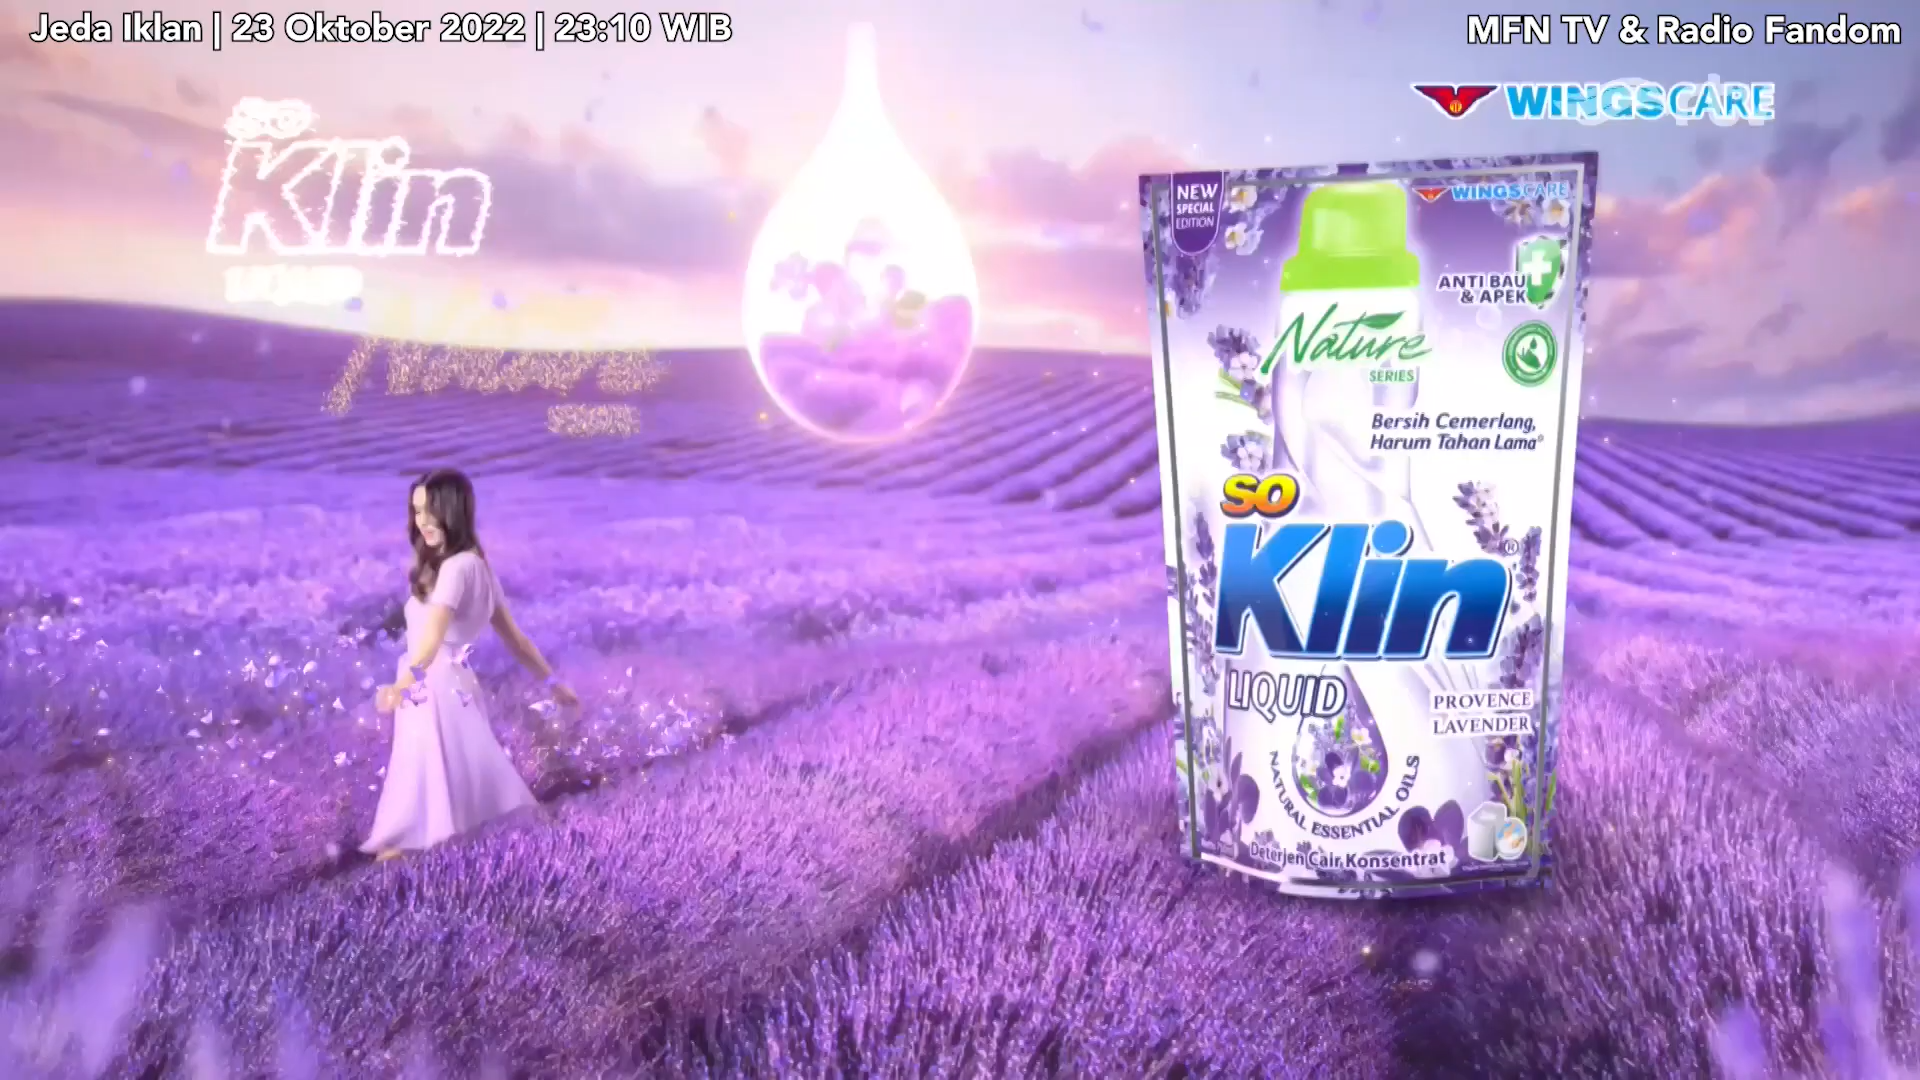 Jeda Iklan | 23 Oktober 2022 | 23:10 WIB
MFN TV & Radio Fandom
WINGSCARE
SO
Klin
NEW
SPECIAL
EDITION
WINGSCARE
ANTI BAU
& APEK
Nature
SERIES
Bersih Cemerlang,
Harum Tahan Lama*
SO
Klin®
LIQUID
PROVENCE
LAVENDER
NATURAL ESSENTIAL OILS
Deterjen Cair Konsentrat